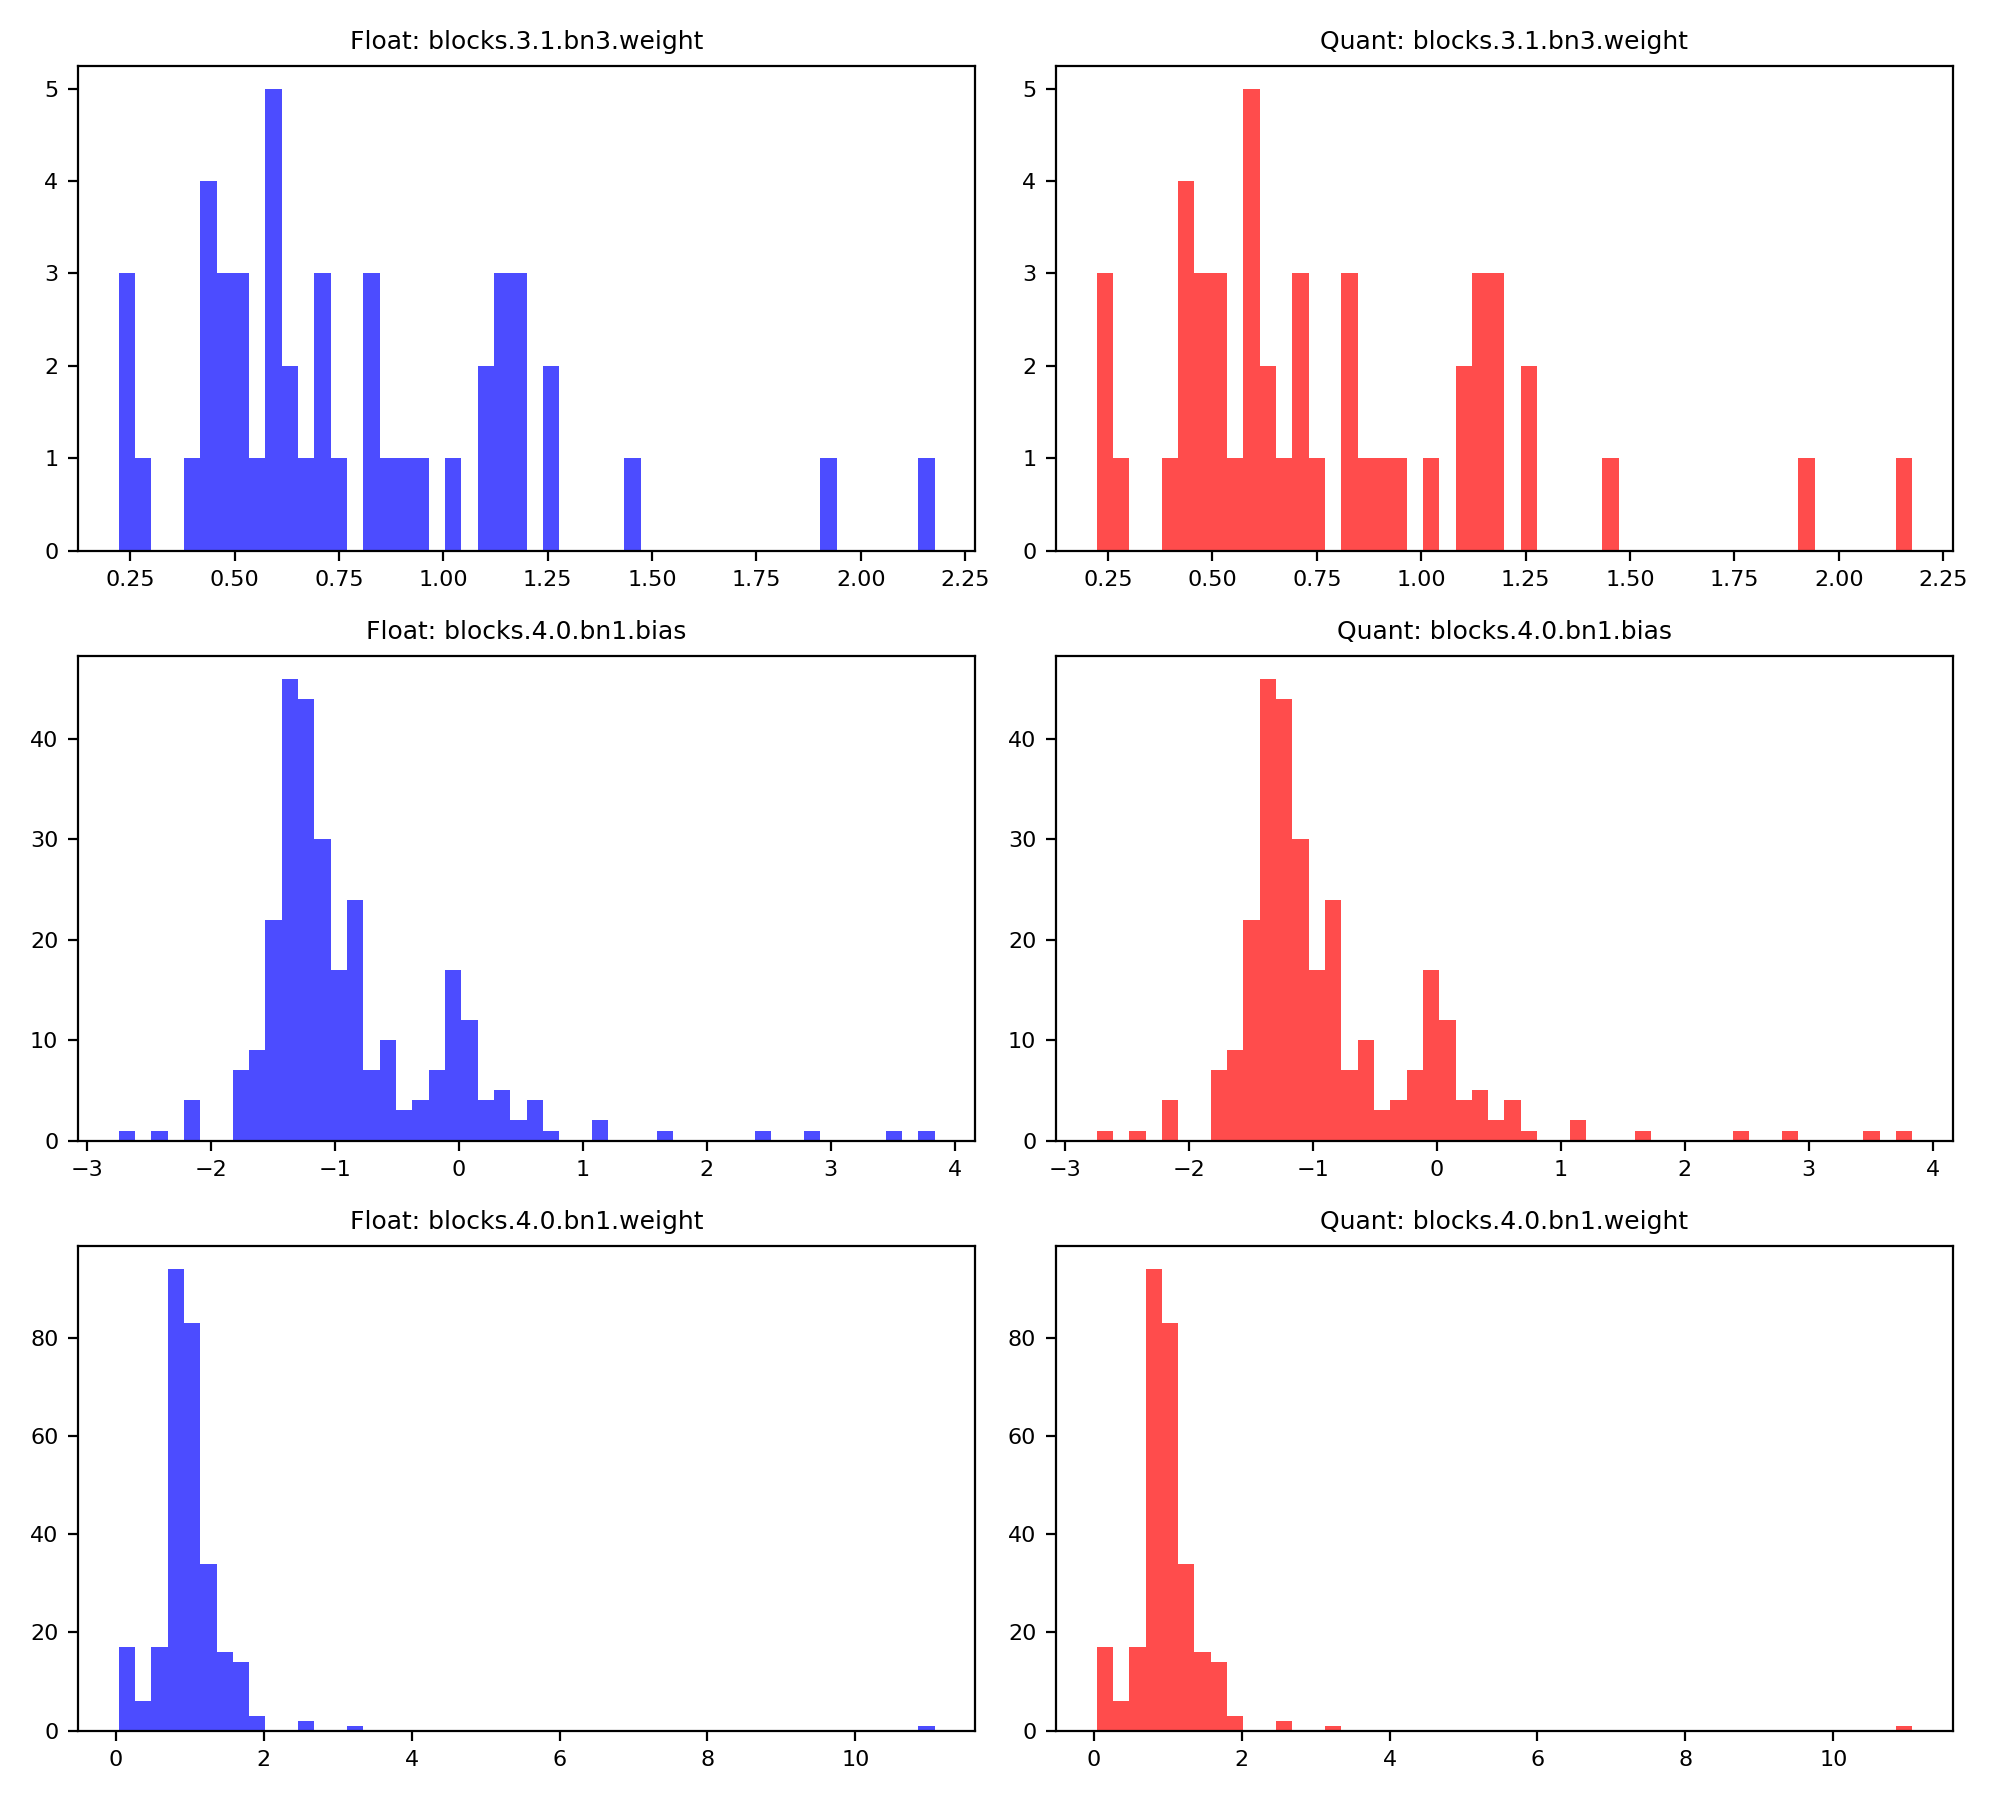 Float: blocks.3.1.bn3.weight
5
4
3
2
1
0
0.25 0.50 0.75 1.00 1.25 1.50 1.75 2.00 2.25
Quant: blocks.3.1.bn3.weight
5
4
3
2
1
0
0.25 0.50 0.75 1.00 1.25 1.50 1.75 2.00 2.25
Float: blocks.4.0.bn1.bias
40
30
20
10
0
−3 −2 −1 0 1 2 3 4
Quant: blocks.4.0.bn1.bias
40
30
20
10
0
−3 −2 −1 0 1 2 3 4
Float: blocks.4.0.bn1.weight
80
60
40
20
0
0 2 4 6 8 10
Quant: blocks.4.0.bn1.weight
80
60
40
20
0
0 2 4 6 8 10